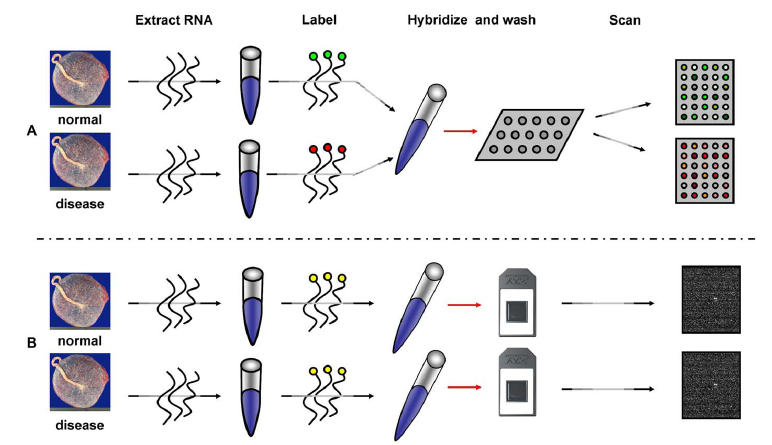 Extract RNA
Label
Hybridize and wash
Scan
A
normal
disease
B
normal
disease